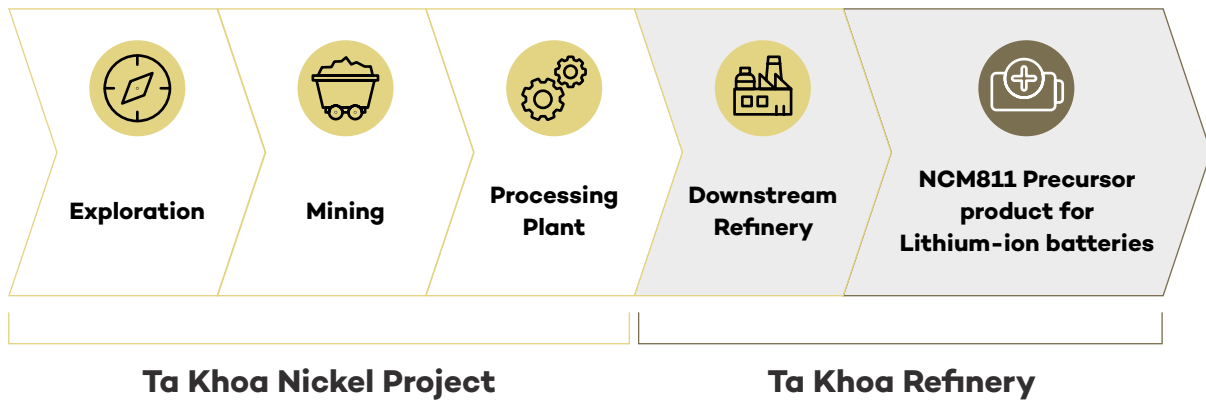 Exploration
Mining
Processing
Plant
Downstream
Refinery
NCM811 Precursor
product for
Lithium-ion batteries
Ta Khoa Nickel Project
Ta Khoa Refinery